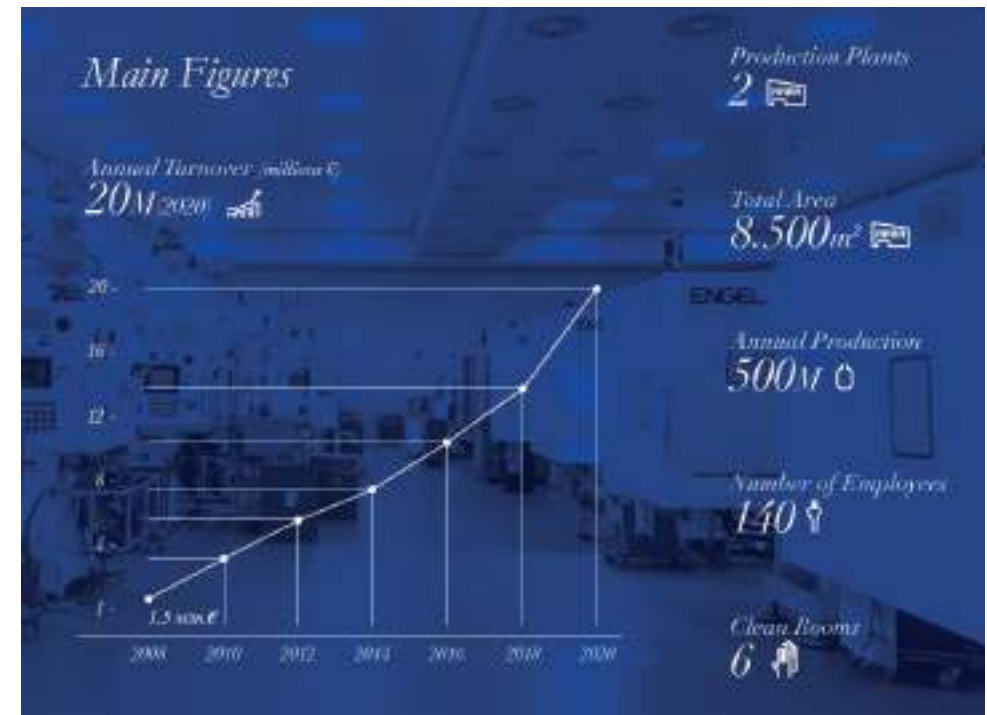 Main Figures
Annual Turnover (millions €)
20M (2020)
20
16
12
8
4
1
1.5 MLN.€
2008 2010 2012 2014 2016 2018 2020
Production Plants
2
Total Area
8.500m²
ENGEL
Annual Production
500M
Number of Employees
140
Clean Rooms
6